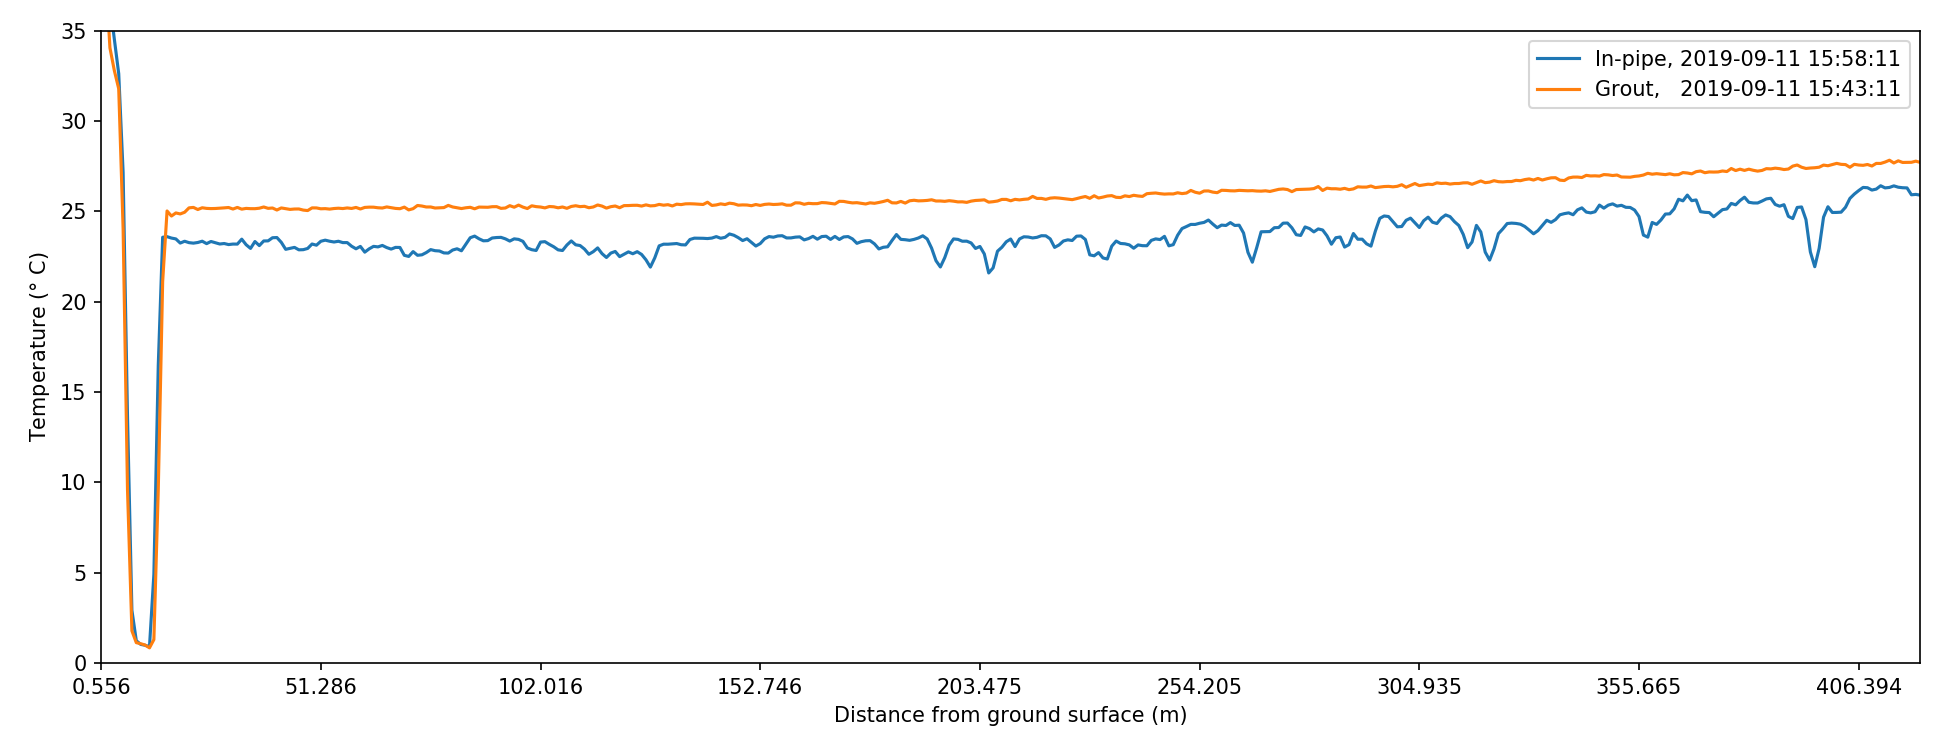 In-pipe, 2019-09-11 15:58:11
Grout, 2019-09-11 15:43:11
Temperature (° C)
35
30
25
20
15
10
5
0
0.556 51.286 102.016 152.746 203.475 254.205 304.935 355.665 406.394
Distance from ground surface (m)